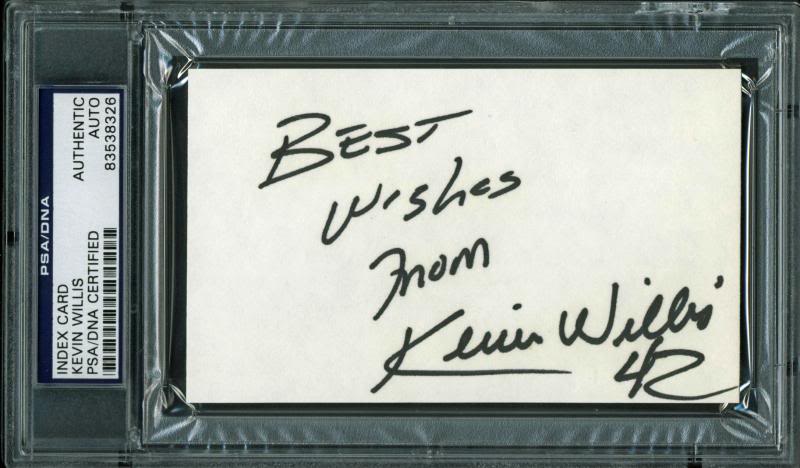 PSA/DNA
INDEX CARD
KEVIN WILLIS
PSA/DNA CERTIFIED
AUTHENTIC
AUTO
83538326
BEST
Wishes
From
Kevin Willis
42